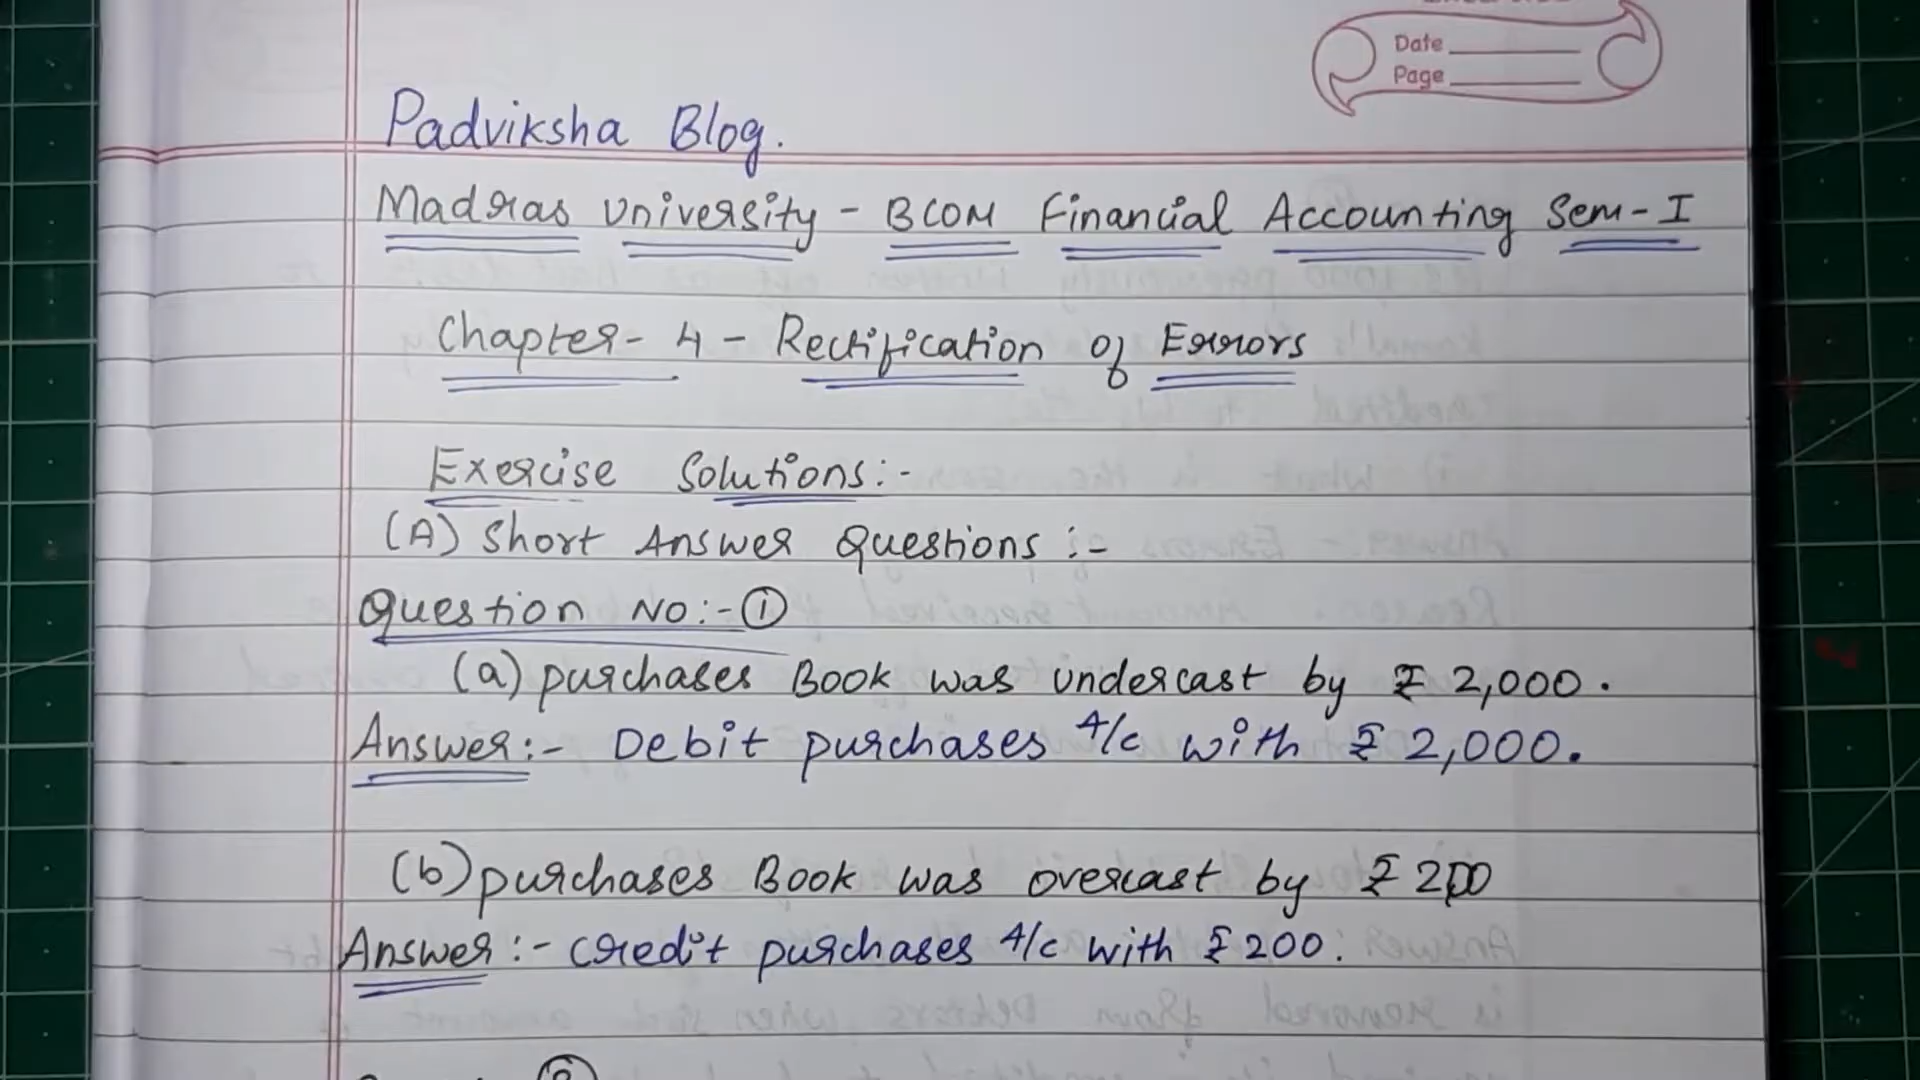 Date
Page
Padviksha Blog.
Madras University - BCOM Financial Accounting Sem-I
Chapter- 4 - Rectification of Errors
Exercise Solutions:-
(A) Short Answer Questions :-
Question No:- ①
(a) purchases Book was undercast by ₹ 2,000.
Answer:- Debit purchases A/c with ₹ 2,000.
(b) purchases Book was overcast by ₹ 200
Answer:- credit purchases A/c with ₹ 200.